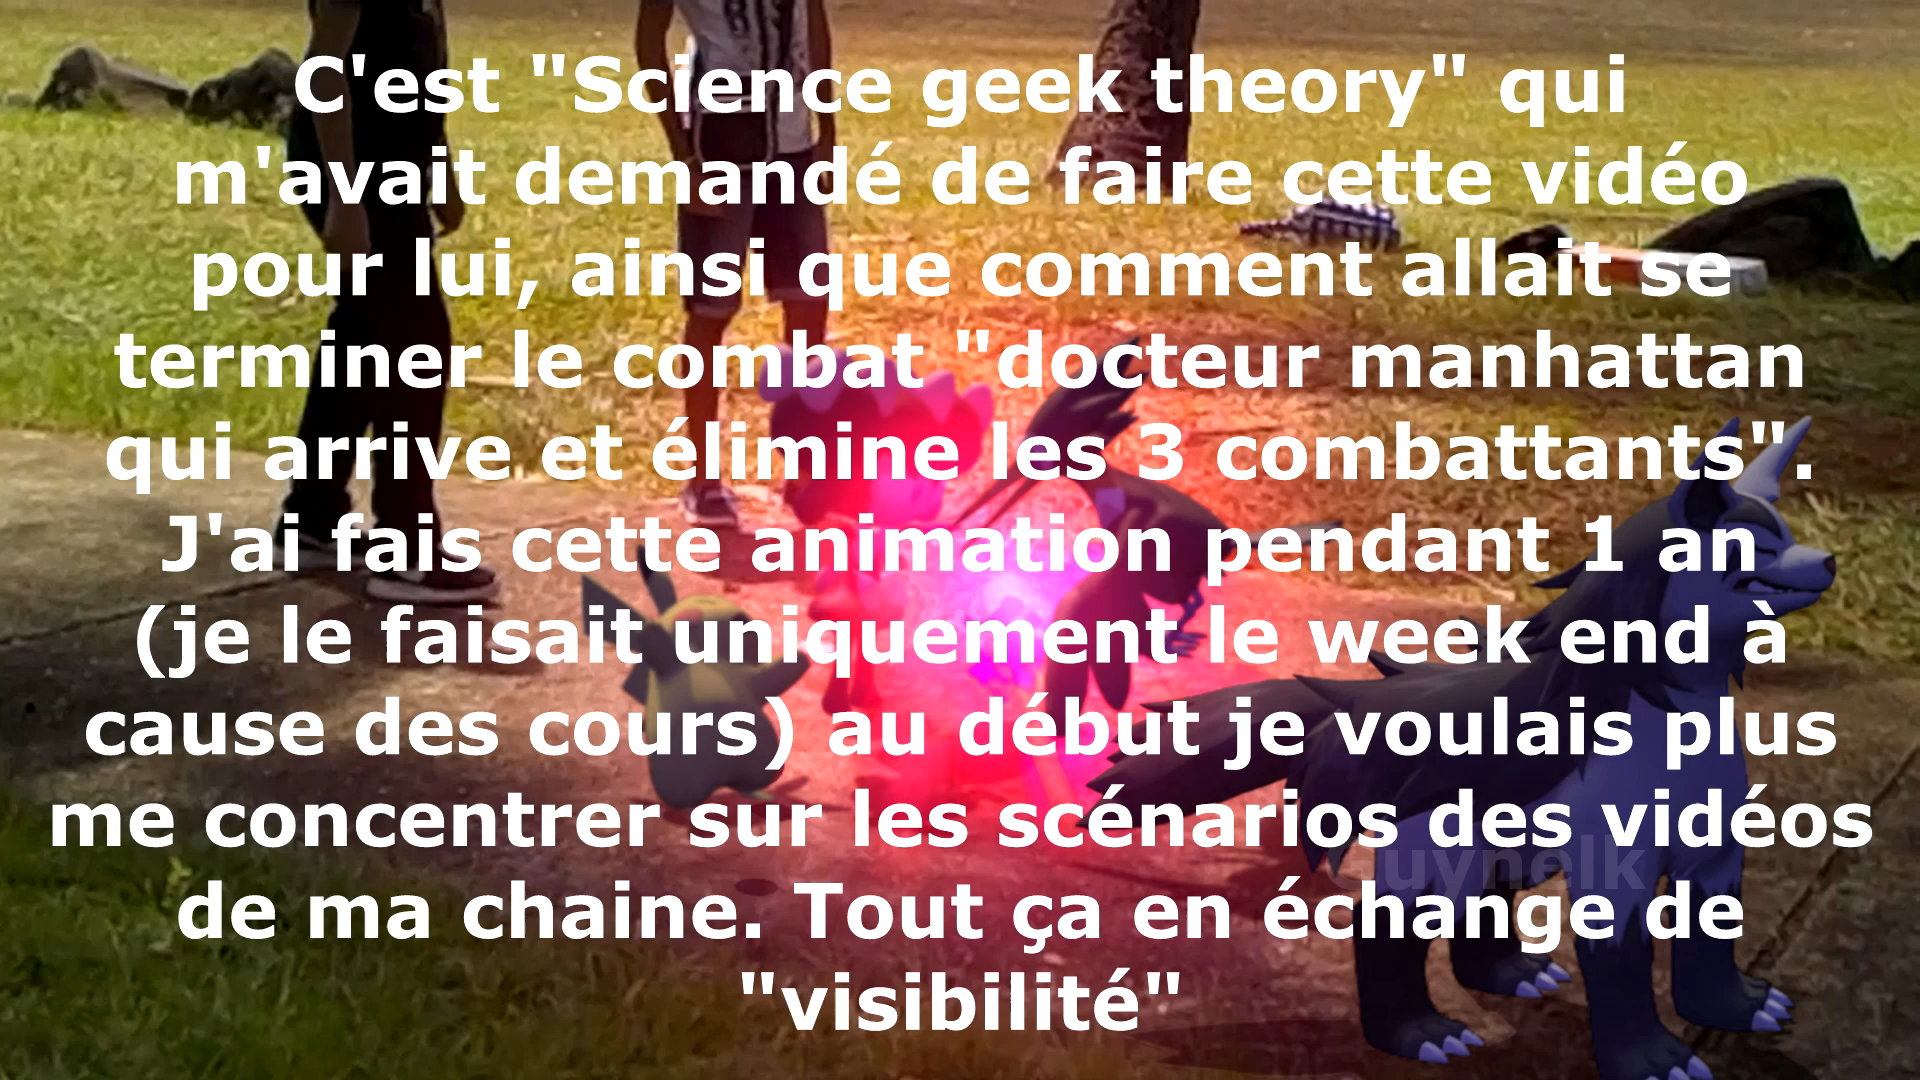 C'est "Science geek theory" qui
m'avait demandé de faire cette vidéo
pour lui, ainsi que comment allait se
terminer le combat "docteur manhattan
qui arrive et élimine les 3 combattants".
J'ai fais cette animation pendant 1 an
(je le faisait uniquement le week end à
cause des cours) au début je voulais plus
me concentrer sur les scénarios des vidéos
de ma chaine. Tout ça en échange de
"visibilité"